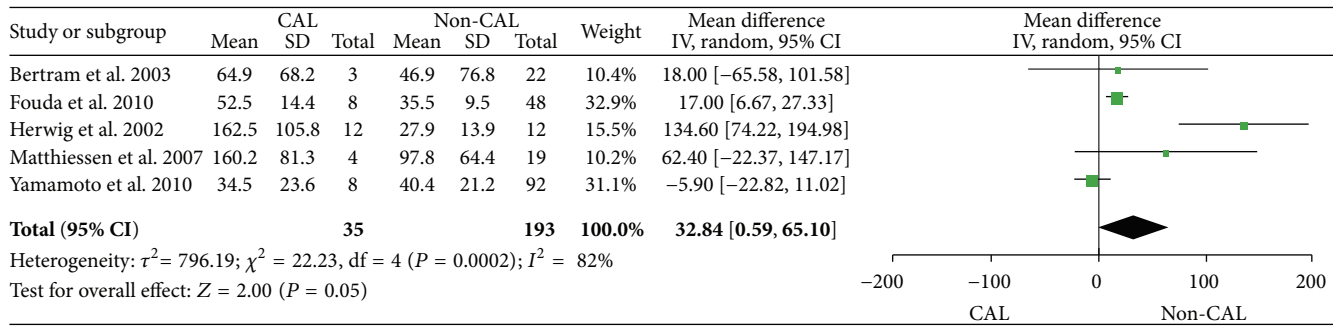 Study or subgroup CAL Non-CAL Weight Mean difference Mean difference
Mean SD Total Mean SD Total IV, random, 95% CI IV, random, 95% CI
Bertram et al. 2003 64.9 68.2 3 46.9 76.8 22 10.4% 18.00 [−65.58, 101.58]
Fouda et al. 2010 52.5 14.4 8 35.5 9.5 48 32.9% 17.00 [6.67, 27.33]
Herwig et al. 2002 162.5 105.8 12 27.9 13.9 12 15.5% 134.60 [74.22, 194.98]
Matthiessen et al. 2007 160.2 81.3 4 97.8 64.4 19 10.2% 62.40 [−22.37, 147.17]
Yamamoto et al. 2010 34.5 23.6 8 40.4 21.2 92 31.1% −5.90 [−22.82, 11.02]
Total (95% CI) 35 193 100.0% 32.84 [0.59, 65.10]
Heterogeneity: τ² = 796.19; χ² = 22.23, df = 4 (P = 0.0002); I² = 82%
Test for overall effect: Z = 2.00 (P = 0.05)
−200 −100 0 100 200
CAL Non-CAL